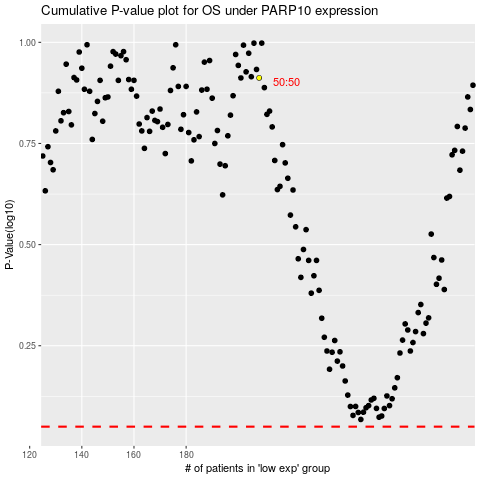 Cumulative P-value plot for OS under PARP10 expression
1.00
50:50
0.75
P-Value(log10)
0.50
0.25
120 140 160 180
# of patients in 'low exp' group